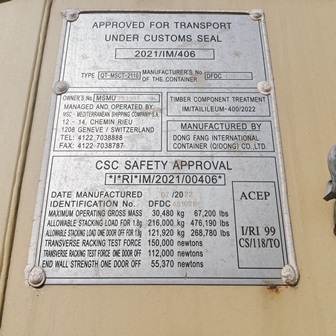 APPROVED FOR TRANSPORT
UNDER CUSTOMS SEAL
2021/IM/406
TYPE QT-MSCT-2110 MANUFACTURER'S No. OF THE CONTAINER DFDC
OWNER'S No. MSMU
MANAGED AND OPERATED BY:
MSC - MEDITERRANEAN SHIPPING COMPANY S.A.
12 - 14, CHEMIN RIEU
1208 GENEVE / SWITZERLAND
TEL: 4122-7038888
FAX: 4122-7038787
TIMBER COMPONENT TREATMENT
IM/TAILILEUM-400/2022
MANUFACTURED BY
DONG FANG INTERNATIONAL
CONTAINER (QIDONG) CO.,LTD.
CSC SAFETY APPROVAL
*I*RI*IM/2021/00406*
DATE MANUFACTURED /2022
IDENTIFICATION No. DFDC
MAXIMUM OPERATING GROSS MASS 30,480 kg 67,200 lbs
ALLOWABLE STACKING LOAD FOR 1.8g 216,000 kg 476,190 lbs
ALLOWABLE STACKING LOAD ONE DOOR OFF FOR 1.8g 121,920 kg 268,780 lbs
TRANSVERSE RACKING TEST FORCE 150,000 newtons
TRANSVERSE RACKING TEST FORCE ONE DOOR OFF 112,000 newtons
END WALL STRENGTH ONE DOOR OFF 55,370 newtons
ACEP
I/RI 99
CS/118/TO